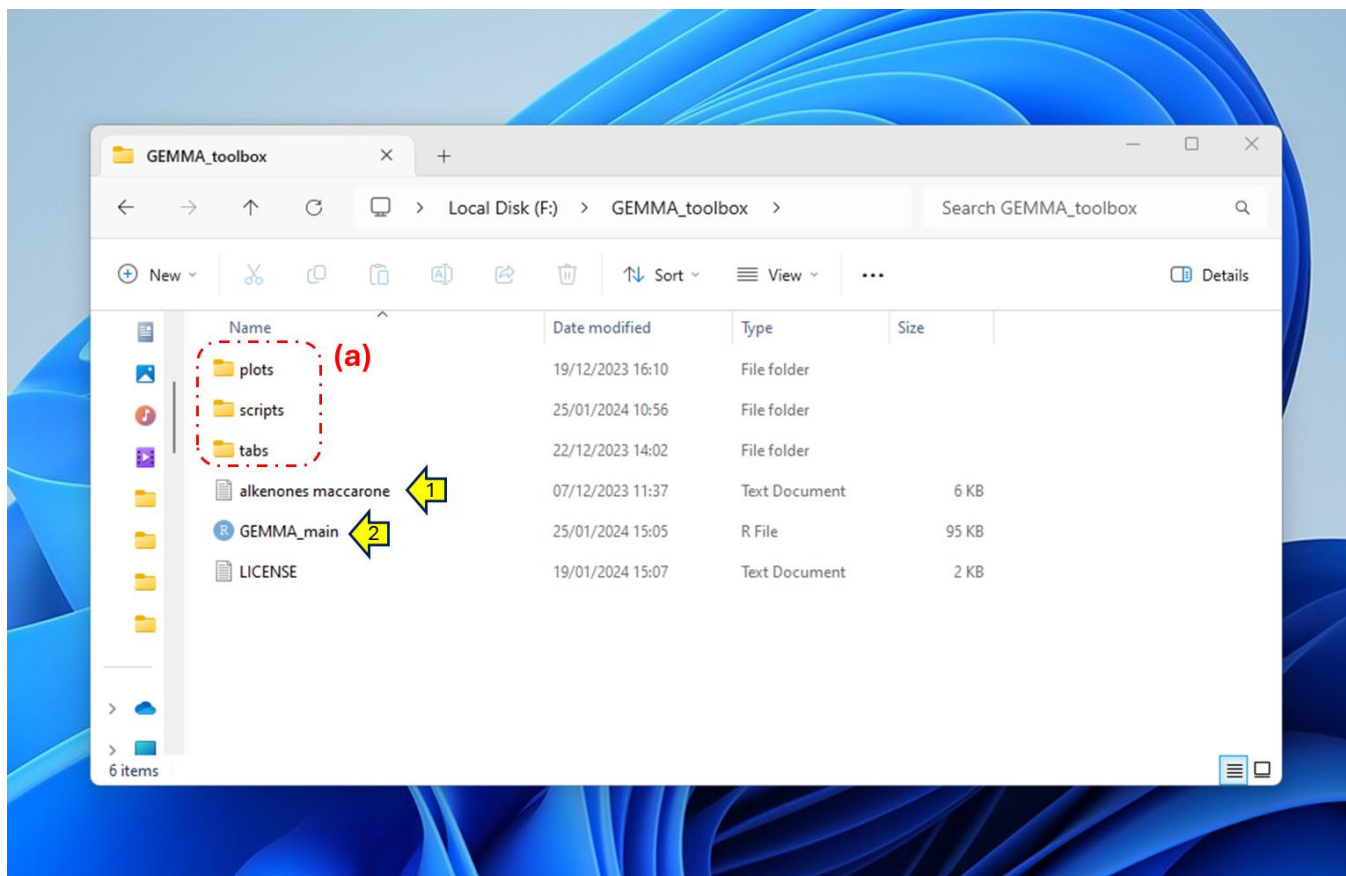 GEMMA_toolbox
Local Disk (F:) > GEMMA_toolbox > Search GEMMA_toolbox
New Sort View ... Details
Name Date modified Type Size
(a)
plots 19/12/2023 16:10 File folder
scripts 25/01/2024 10:56 File folder
tabs 22/12/2023 14:02 File folder
alkenones maccarone 1 07/12/2023 11:37 Text Document 6 KB
R GEMMA_main 2 25/01/2024 15:05 R File 95 KB
LICENSE 19/01/2024 15:07 Text Document 2 KB
6 items